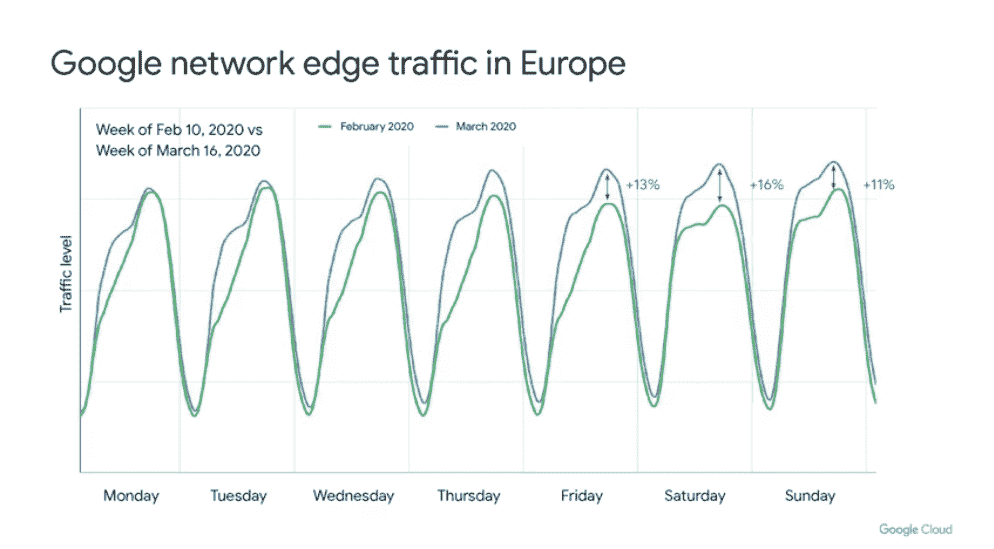 Google network edge traffic in Europe
Week of Feb 10, 2020 vs
Week of March 16, 2020
February 2020
March 2020
+13%
+16%
+11%
Traffic level
Monday
Tuesday
Wednesday
Thursday
Friday
Saturday
Sunday
Google Cloud